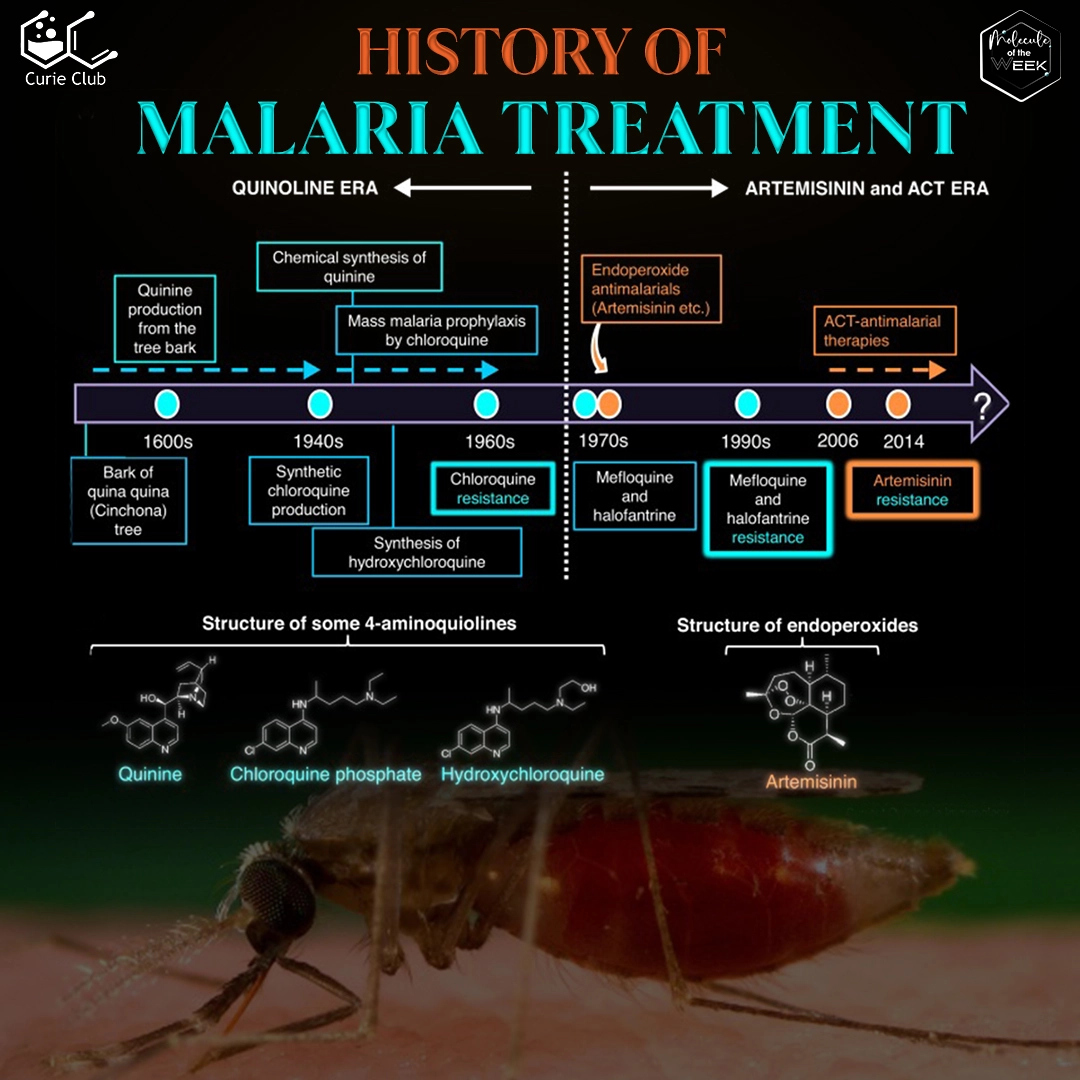 Curie Club
Molecule
of the
WEEK
HISTORY OF
MALARIA TREATMENT
QUINOLINE ERA
ARTEMISININ and ACT ERA
Chemical synthesis of
quinine
Quinine
production
from the
tree bark
Mass malaria prophylaxis
by chloroquine
Endoperoxide
antimalarials
(Artemisinin etc.)
ACT-antimalarial
therapies
?
1600s
1940s
1960s
1970s
1990s
2006
2014
Bark of
quina quina
(Cinchona)
tree
Synthetic
chloroquine
production
Synthesis of
hydroxychloroquine
Chloroquine
resistance
Mefloquine
and
halofantrine
Mefloquine
and
halofantrine
resistance
Artemisinin
resistance
Structure of some 4-aminoquiolines
Structure of endoperoxides
H
HO
N
H
O
N
Quinine
N
HN
Cl
N
Chloroquine phosphate
OH
N
HN
Cl
N
Hydroxychloroquine
H
O
O
H
O
O
O
Artemisinin